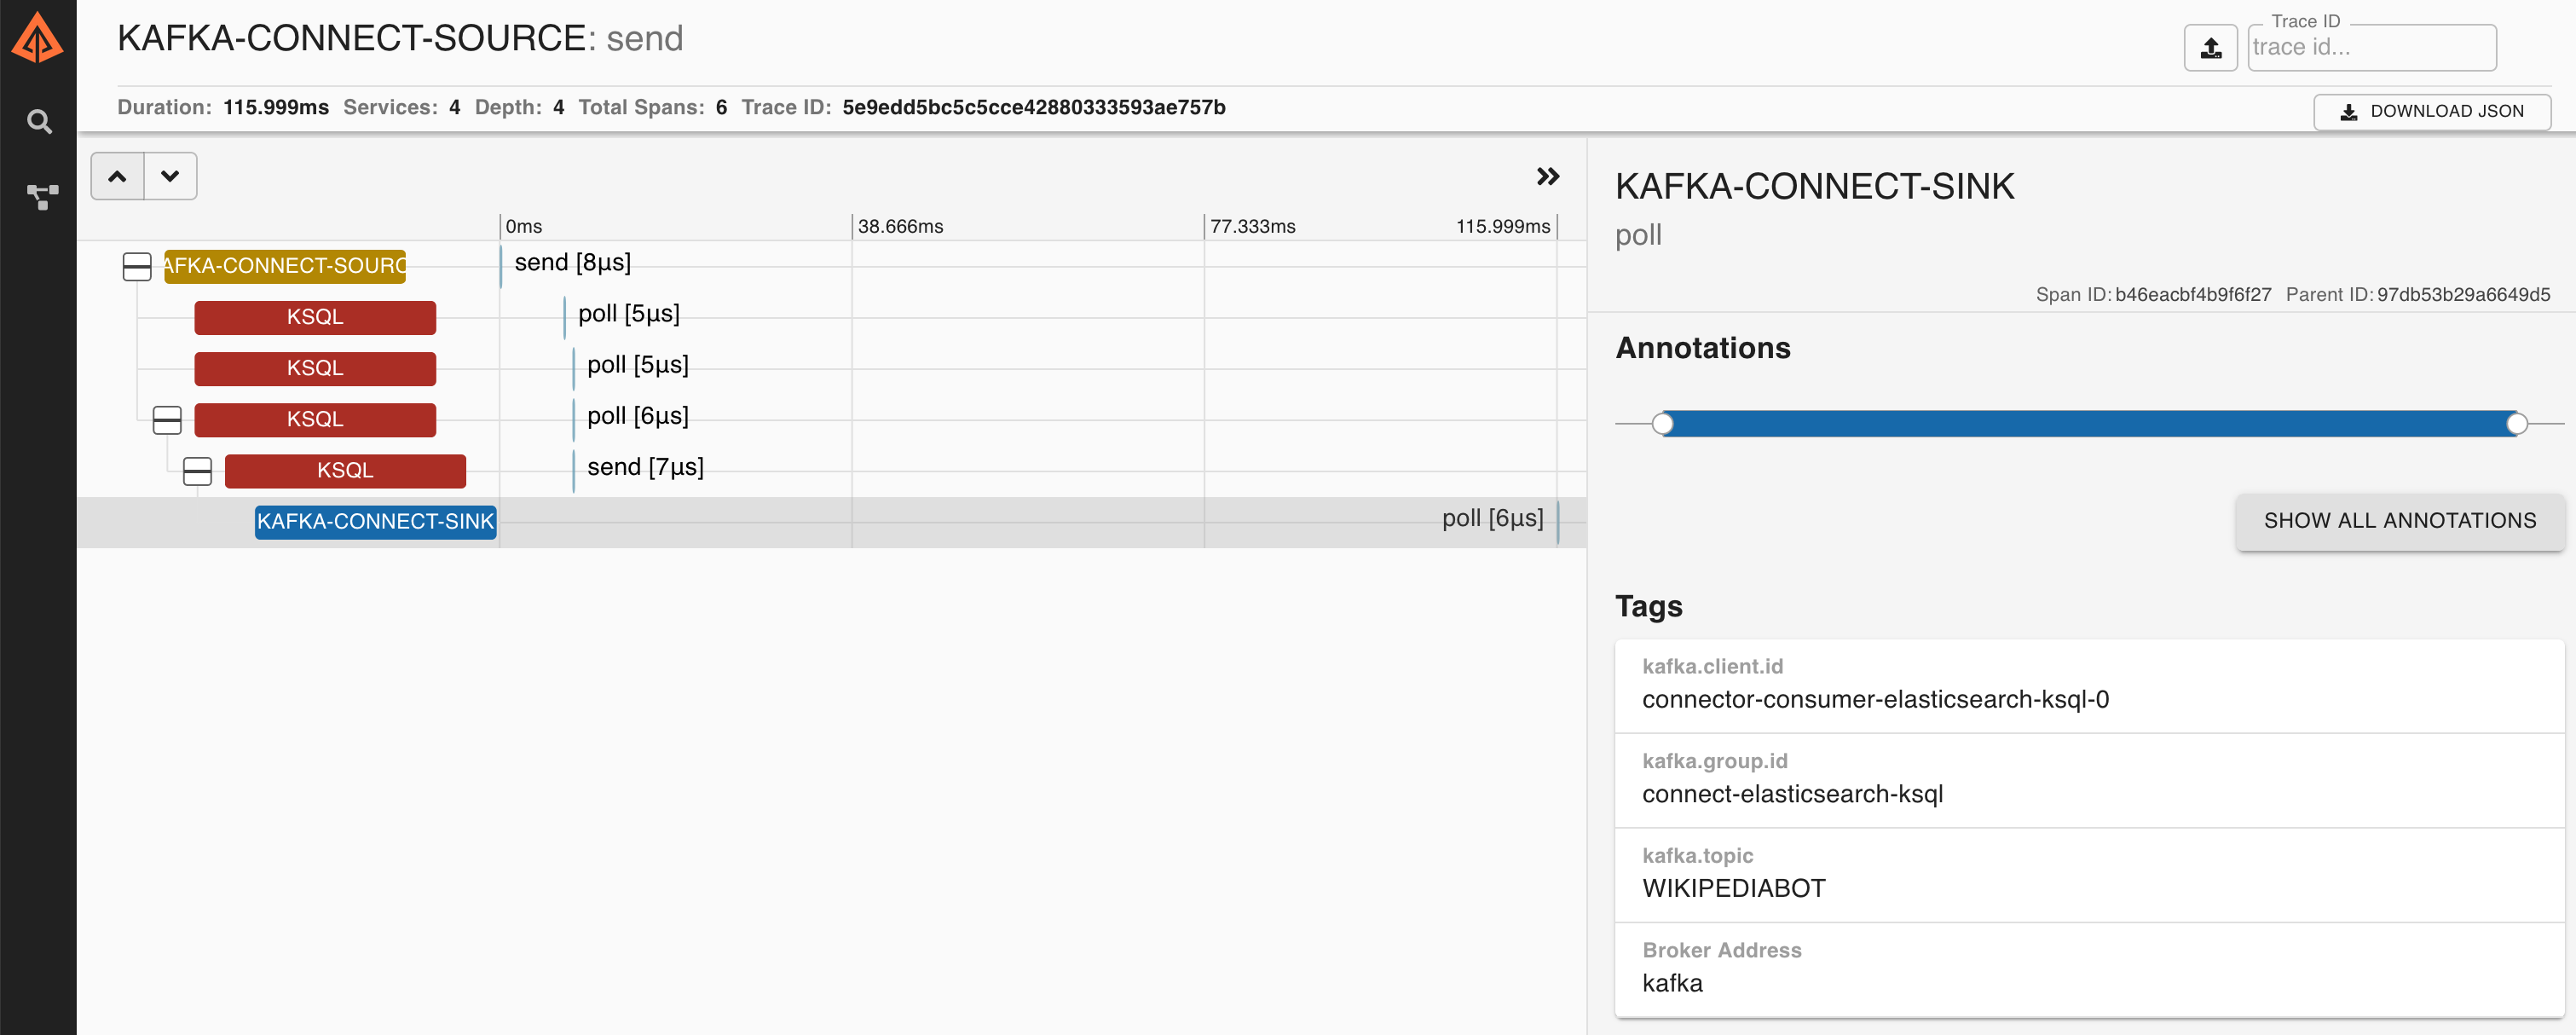 KAFKA-CONNECT-SOURCE: send
Trace ID
trace id...
Duration: 115.999ms Services: 4 Depth: 4 Total Spans: 6 Trace ID: 5e9edd5bc5c5cce42880333593ae757b
DOWNLOAD JSON
0ms 38.666ms 77.333ms 115.999ms
AFKA-CONNECT-SOURC send [8μs]
KSQL poll [5μs]
KSQL poll [5μs]
KSQL poll [6μs]
KSQL send [7μs]
KAFKA-CONNECT-SINK poll [6μs]
KAFKA-CONNECT-SINK
poll
Span ID: b46eacbf4b9f6f27 Parent ID: 97db53b29a6649d5
Annotations
SHOW ALL ANNOTATIONS
Tags
kafka.client.id
connector-consumer-elasticsearch-ksql-0
kafka.group.id
connect-elasticsearch-ksql
kafka.topic
WIKIPEDIABOT
Broker Address
kafka